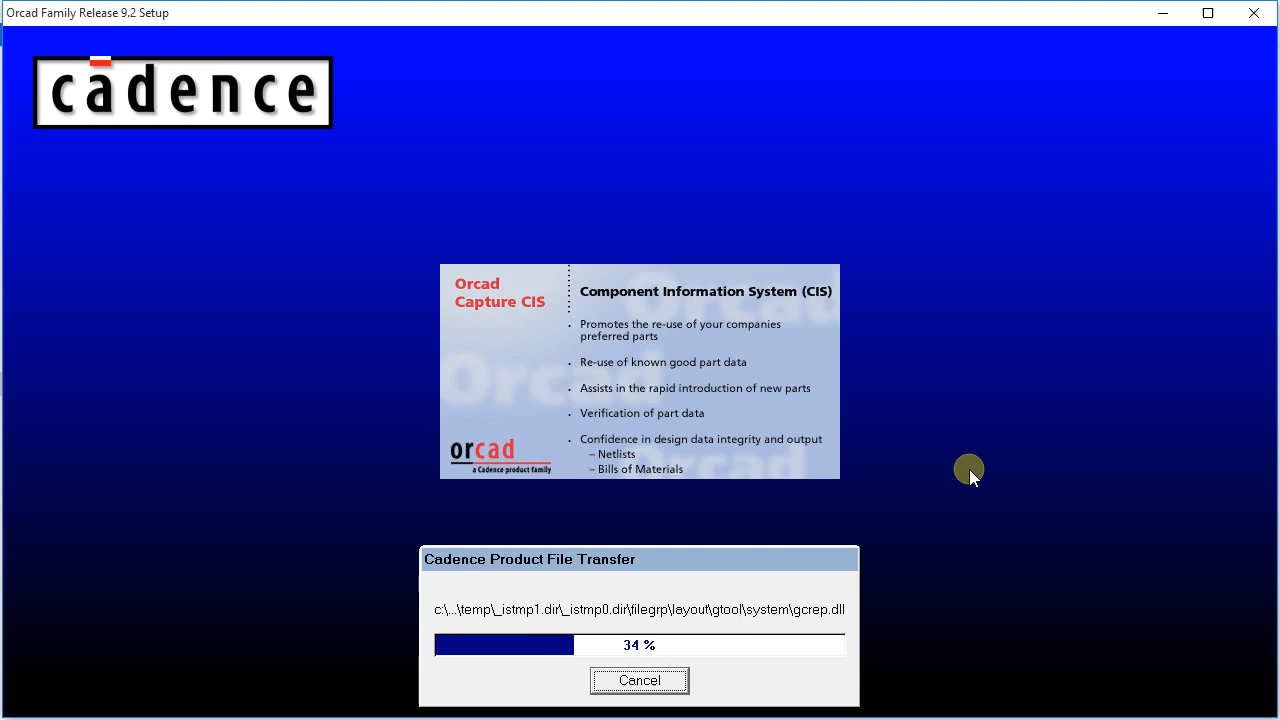 Orcad Family Release 9.2 Setup
cadence
Orcad
Capture CIS
Component Information System (CIS)
• Promotes the re-use of your companies
preferred parts
• Re-use of known good part data
• Assists in the rapid introduction of new parts
• Verification of part data
• Confidence in design data integrity and output
– Netlists
– Bills of Materials
Orcad
Orcad
Orcad
orcad
a Cadence product family
Cadence Product File Transfer
c:\...\temp\_istmp1.dir\_istmp0.dir\filegrp\layout\gtool\system\gcrep.dll
34 %
Cancel